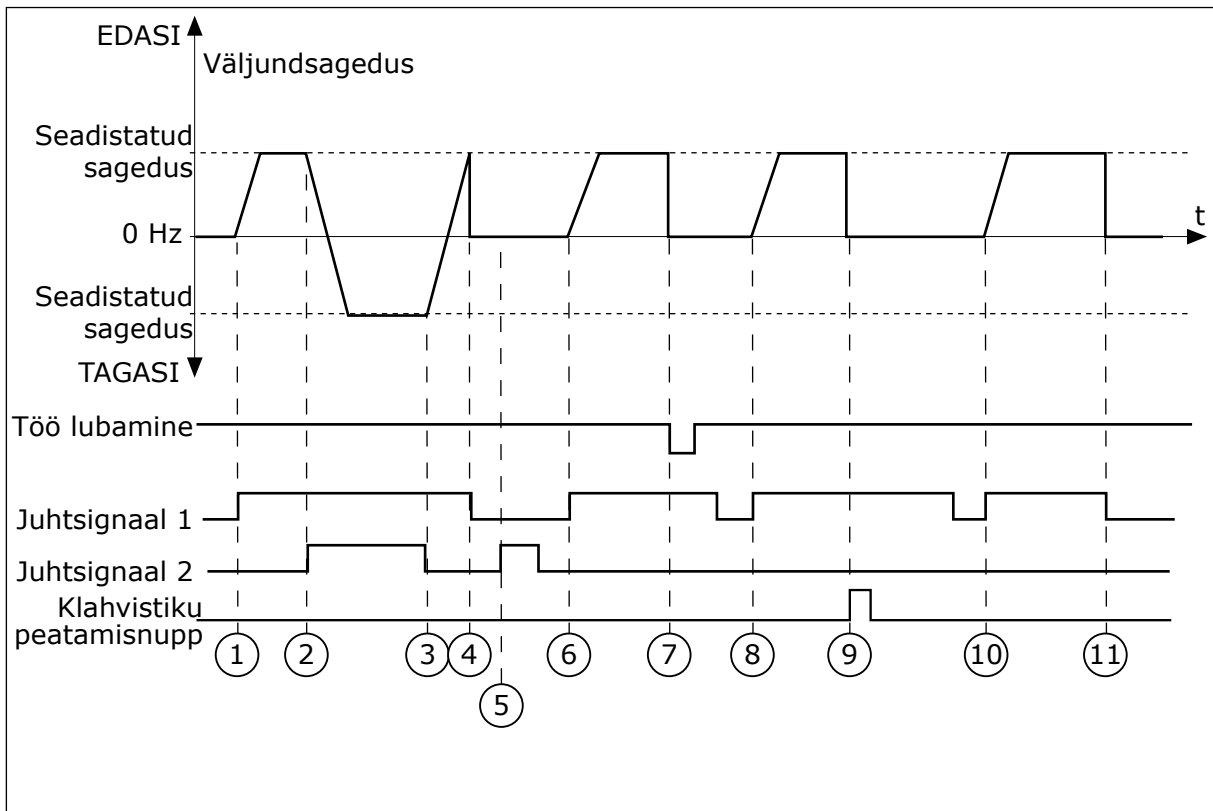 EDASI
Väljundsagedus
Seadistatud
sagedus
0 Hz
t
Seadistatud
sagedus
TAGASI
Töö lubamine
Juhtsignaal 1
Juhtsignaal 2
Klahvistiku
peatamisnupp
1 2 3 4 6 7 8 9 10 11
5